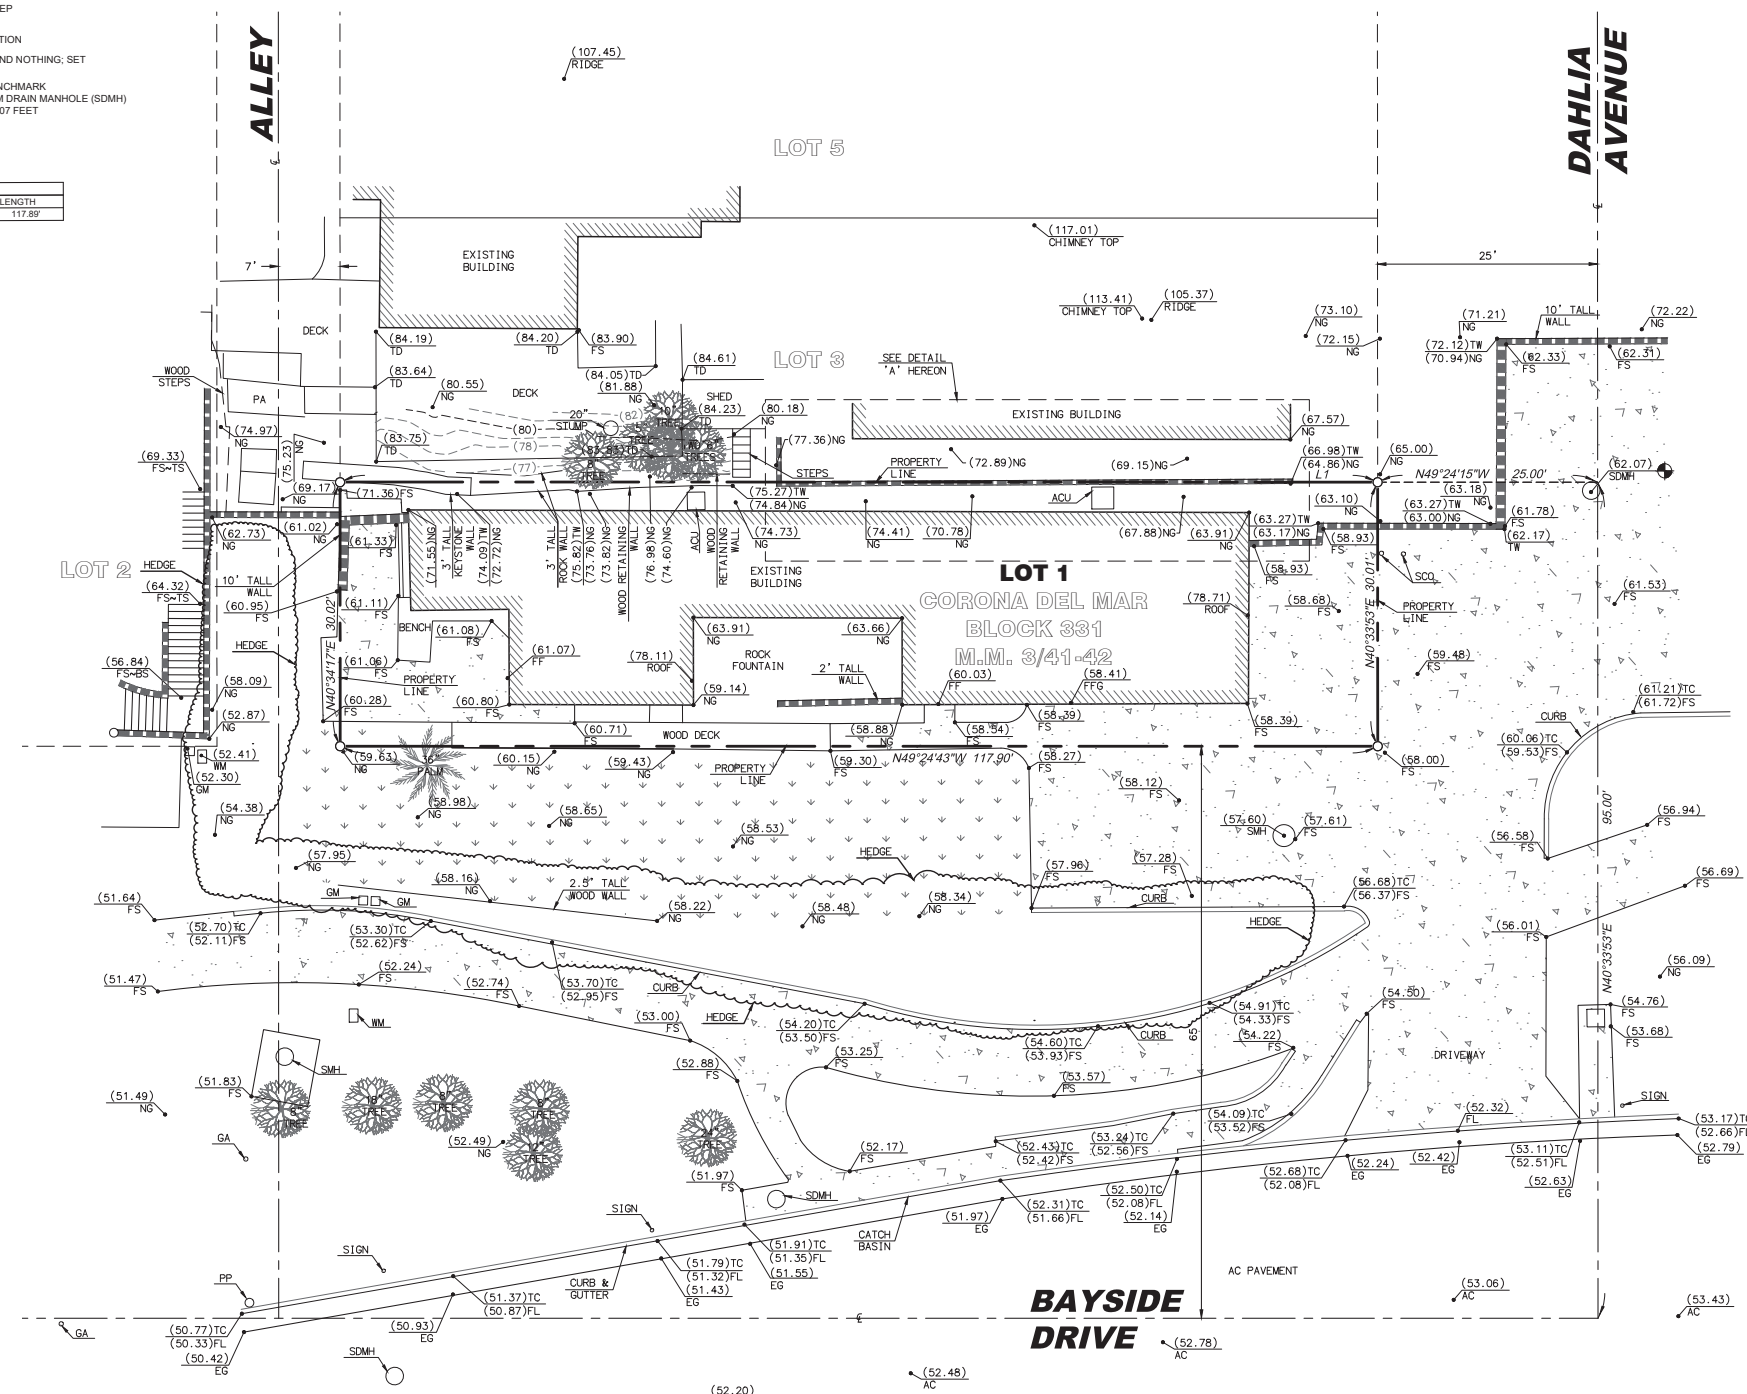 EP
TION
ND NOTHING; SET
NCHMARK
M DRAIN MANHOLE (SDMH)
07 FEET
LENGTH
117.89'
ALLEY
DAHLIA
AVENUE
(107.45)
RIDGE
LOT 5
(117.01)
CHIMNEY TOP
EXISTING
BUILDING
7'
25'
(113.41)
CHIMNEY TOP
(105.37)
RIDGE
(73.10)
NG
(72.15)
NG
(71.21)
NG
10' TALL
WALL
(72.22)
NG
(72.12)TW
(70.94)NG
(62.33)
FS
(62.31)
FS
DECK
(84.19)
TD
(84.20)
TD
(83.90)
FS
(84.05)TD
(84.61)
TD
LOT 3
SEE DETAIL
'A' HEREON
WOOD
STEPS
PA
(83.64)
TD
(80.55)
NG
DECK
(81.88)
NG
SHED
(84.23)
TD
(80.18)
NG
20"
STUMP
(82)
(80)
(78)
(77)
EXISTING BUILDING
(67.57)
NG
(74.97)
NG
(75.23)
NG
(83.75)
TD
(77.36)NG
STEPS
(72.89)NG
(69.15)NG
PROPERTY
LINE
(66.98)TW
(64.86)NG
L1
(65.00)
NG
N49°24'15"W 25.00'
(62.07)
SDMH
(69.33)
FS~TS
(69.17)
NG
(71.36)FS
(75.27)TW
(74.84)NG
ACU
(63.10)
NG
(63.18)
NG
(63.27)TW
(63.00)NG
(61.78)
FS
(62.17)
TW
(61.02)
NG
(61.33)
FS
(62.73)
NG
(71.55)NG
3' TALL
KEYSTONE
WALL
(74.09)TW
(72.72)NG
3' TALL
ROCK WALL
(75.82)TW
(73.76)NG
(73.82)NG
WOOD RETAINING
WALL
(76.98)NG
(74.60)NG
ACU
WOOD
RETAINING
WALL
(74.73)
NG
(74.41)
NG
(70.78)
NG
(67.88)NG
(63.91)
NG
(63.27)TW
(63.17)NG
(58.93)
FS
(58.93)
FS
SCO
HEDGE
LOT 2
10' TALL
WALL
(64.32)
FS~TS
(60.95)
FS
(61.11)
FS
BENCH
(61.08)
FS
EXISTING
BUILDING
LOT 1
CORONA DEL MAR
BLOCK 331
M.M. 3/41-42
(78.71)
ROOF
(58.68)
FS
N40°33'53"E 30.01'
PROPERTY
LINE
(61.53)
FS
HEDGE
N40°34'17"E 30.02'
(63.91)
NG
(63.66)
NG
(61.07)
FF
(78.11)
ROOF
ROCK
FOUNTAIN
2' TALL
WALL
(59.48)
FS
(56.84)
FS~BS
(61.06)
FS
PROPERTY
LINE
(58.09)
NG
(60.28)
FS
(60.80)
FS
(59.14)
NG
(60.03)
FF
(58.41)
FFG
(61.21)TC
(61.72)FS
CURB
(52.87)
NG
(60.71)
FS
WOOD DECK
(58.88)
NG
(58.54)
FS
(58.39)
FS
(58.39)
FS
(60.06)TC
(59.53)FS
(52.41)
WM
(52.30)
GM
(59.63)
NG
36"
PALM
(60.15)
NG
(59.43)
NG
PROPERTY
LINE
(59.30)
FS
N49°24'43"W 117.90'
(58.27)
FS
(58.00)
FS
(54.38)
NG
(58.98)
NG
(58.65)
NG
(58.53)
NG
(58.12)
FS
(57.60)
SMH
(57.61)
FS
95.00'
(56.94)
FS
(56.58)
FS
(57.95)
NG
HEDGE
(57.96)
FS
(57.28)
FS
(56.69)
FS
(51.64)
FS
GM
GM
(58.16)
NG
2.5' TALL
WOOD WALL
(58.22)
NG
(58.48)
NG
(58.34)
NG
CURB
(56.68)TC
(56.37)FS
HEDGE
(52.70)TC
(52.11)FS
(53.30)TC
(52.62)FS
(56.01)
FS
(51.47)
FS
(52.24)
FS
(52.74)
FS
(53.70)TC
(52.95)FS
CURB
(56.09)
NG
N40°33'53"E
(54.50)
FS
(54.91)TC
(54.33)FS
(54.76)
FS
(53.68)
FS
WM
(53.00)
FS
HEDGE
(54.20)TC
(53.50)FS
(54.60)TC
(53.93)FS
CURB
65'
(54.22)
FS
DRIVEWAY
SMH
(52.88)
FS
(53.25)
FS
(53.57)
FS
(51.83)
FS
(51.49)
NG
8"
TREE
18"
TREE
8"
TREE
8"
TREE
12"
TREE
24"
TREE
SIGN
(54.09)TC
(53.52)FS
(52.32)
FL
(53.17)TC
(52.66)FL
(52.79)
EG
GA
(52.49)
NG
(52.17)
FS
(52.43)TC
(52.42)FS
(53.24)TC
(52.56)FS
(53.11)TC
(52.51)FL
(52.63)
EG
(52.24)
EG
(52.42)
EG
(51.97)
FS
SDMH
(52.68)TC
(52.08)FL
(52.50)TC
(52.08)FL
(52.14)
EG
SIGN
(52.31)TC
(51.66)FL
(51.97)
EG
CATCH
BASIN
(51.91)TC
(51.35)FL
(51.55)
EG
SIGN
(51.79)TC
(51.32)FL
(51.43)
EG
CURB &
GUTTER
AC PAVEMENT
PP
(51.37)TC
(50.87)FL
(53.06)
AC
(53.43)
AC
BAYSIDE
DRIVE
GA
(50.77)TC
(50.33)FL
(50.42)
EG
(50.93)
EG
SDMH
(52.78)
AC
(52.48)
AC
(52.20)